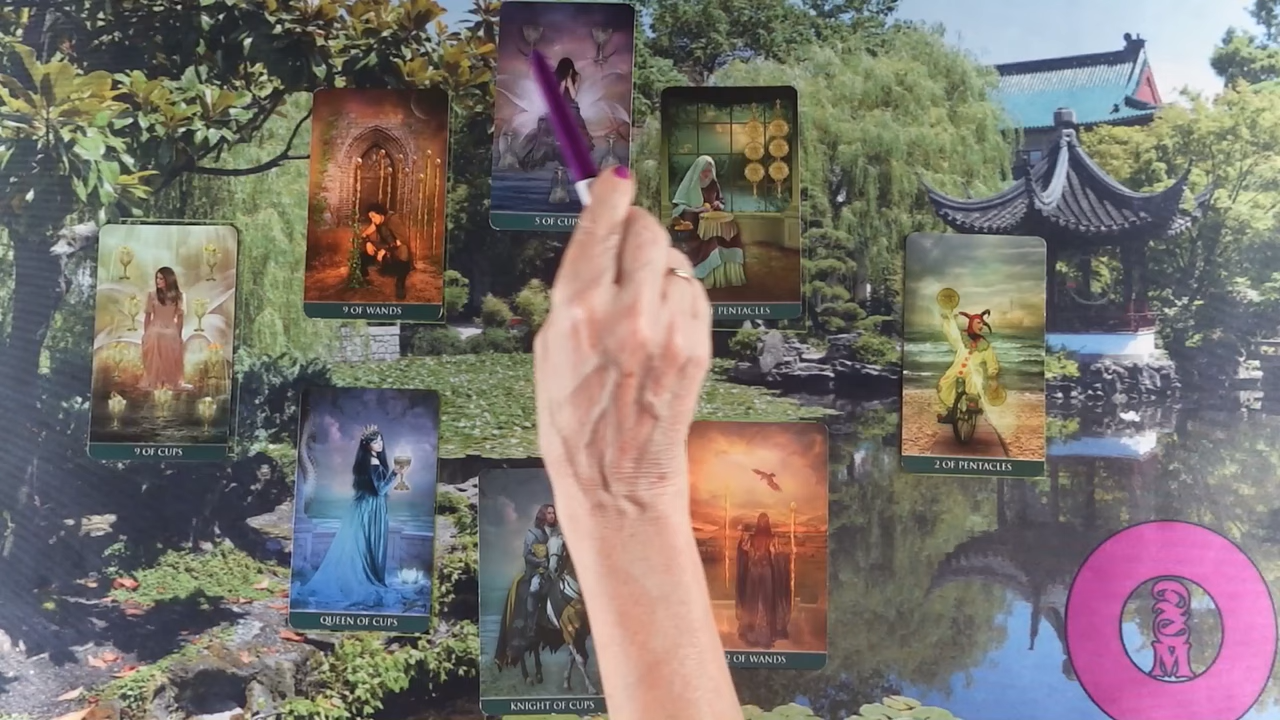 5 OF CUPS
9 OF WANDS
F PENTACLES
9 OF CUPS
2 OF PENTACLES
QUEEN OF CUPS
2 OF WANDS
KNIGHT OF CUPS